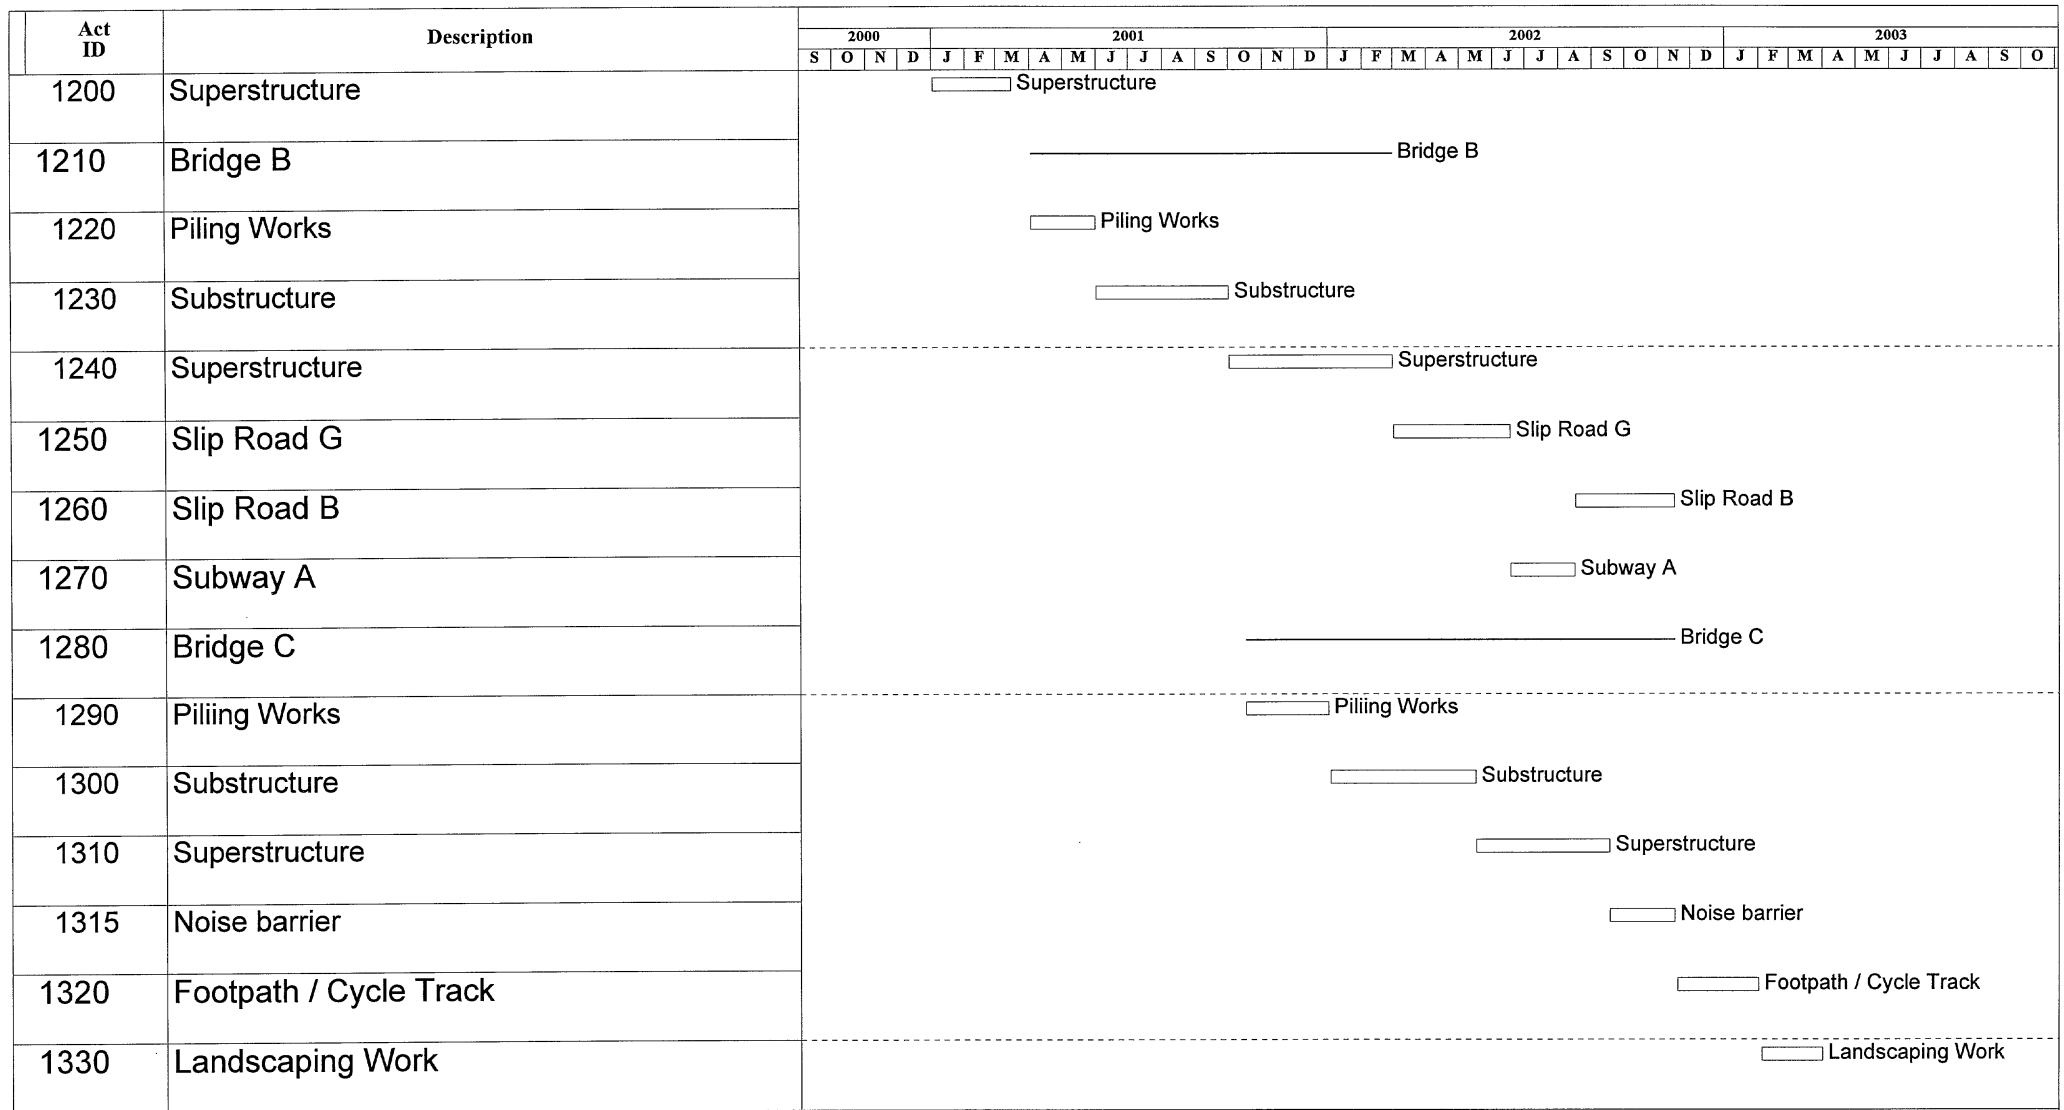 Act ID Description
2000 2001 2002 2003
S O N D J F M A M J J A S O N D J F M A M J J A S O N D J F M A M J J A S O
1200 Superstructure Superstructure
1210 Bridge B Bridge B
1220 Piling Works Piling Works
1230 Substructure Substructure
1240 Superstructure Superstructure
1250 Slip Road G Slip Road G
1260 Slip Road B Slip Road B
1270 Subway A Subway A
1280 Bridge C Bridge C
1290 Piliing Works Piliing Works
1300 Substructure Substructure
1310 Superstructure Superstructure
1315 Noise barrier Noise barrier
1320 Footpath / Cycle Track Footpath / Cycle Track
1330 Landscaping Work Landscaping Work